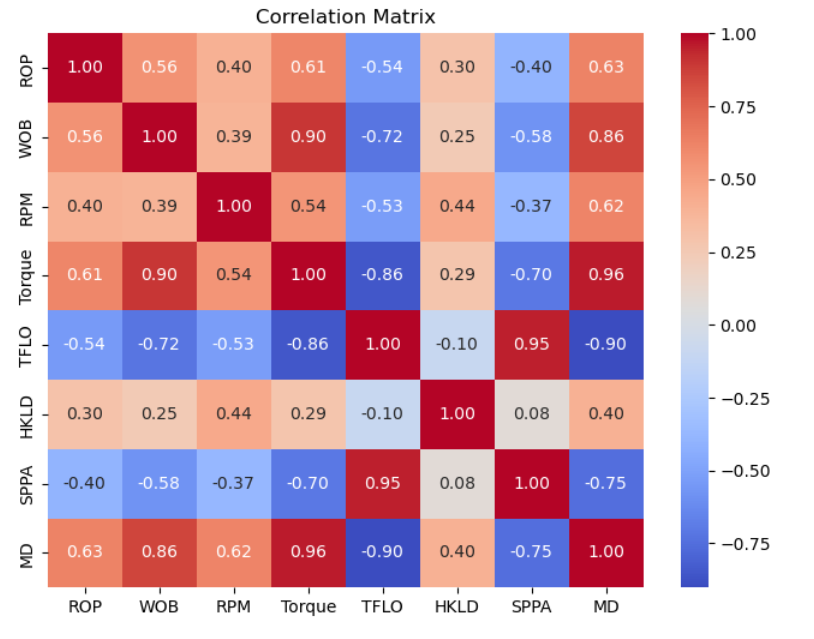 Correlation Matrix
ROP 1.00 0.56 0.40 0.61 -0.54 0.30 -0.40 0.63
WOB 0.56 1.00 0.39 0.90 -0.72 0.25 -0.58 0.86
RPM 0.40 0.39 1.00 0.54 -0.53 0.44 -0.37 0.62
Torque 0.61 0.90 0.54 1.00 -0.86 0.29 -0.70 0.96
TFLO -0.54 -0.72 -0.53 -0.86 1.00 -0.10 0.95 -0.90
HKLD 0.30 0.25 0.44 0.29 -0.10 1.00 0.08 0.40
SPPA -0.40 -0.58 -0.37 -0.70 0.95 0.08 1.00 -0.75
MD 0.63 0.86 0.62 0.96 -0.90 0.40 -0.75 1.00
ROP WOB RPM Torque TFLO HKLD SPPA MD
1.00
0.75
0.50
0.25
0.00
-0.25
-0.50
-0.75